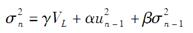 σ²ₙ = γV_L + αu²ₙ₋₁ + βσ²ₙ₋₁